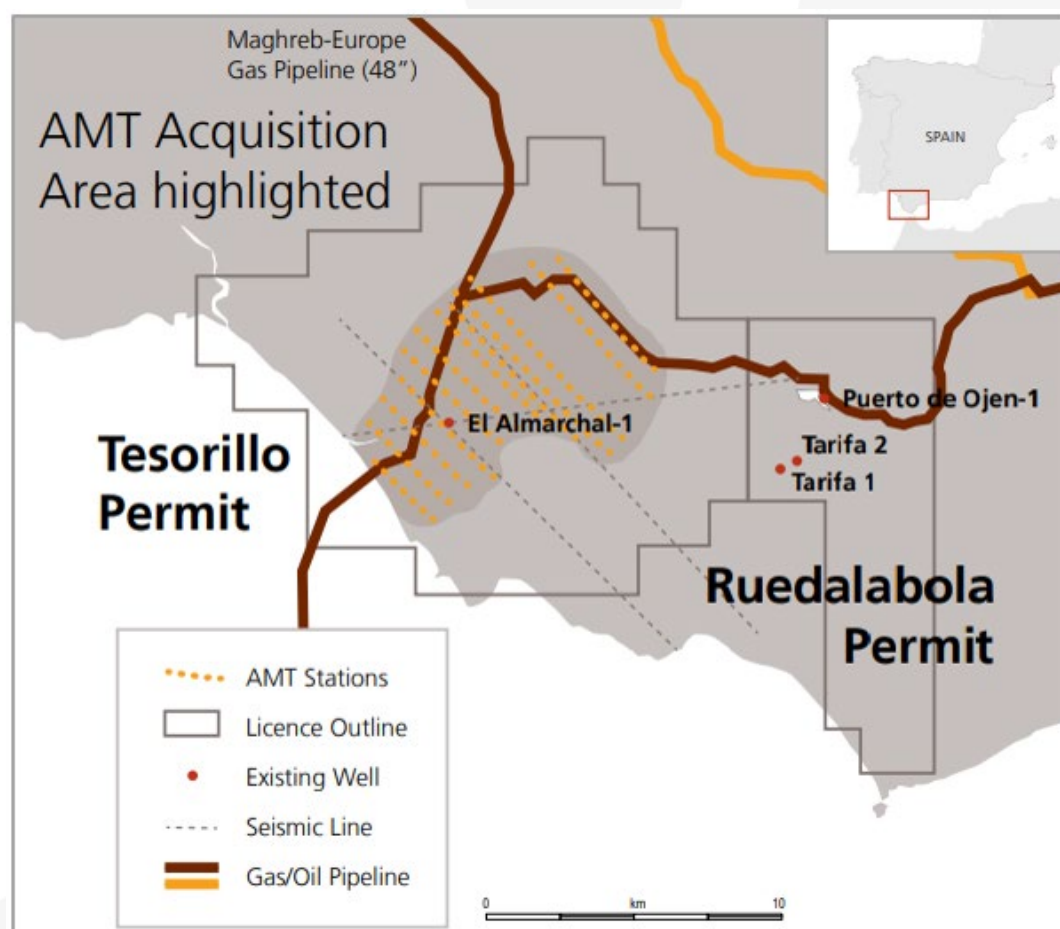 Maghreb-Europe
Gas Pipeline (48”)
AMT Acquisition
Area highlighted
SPAIN
Puerto de Ojen-1
El Almarchal-1
Tarifa 2
Tarifa 1
Tesorillo
Permit
Ruedalabola
Permit
AMT Stations
Licence Outline
Existing Well
Seismic Line
Gas/Oil Pipeline
0 km 10